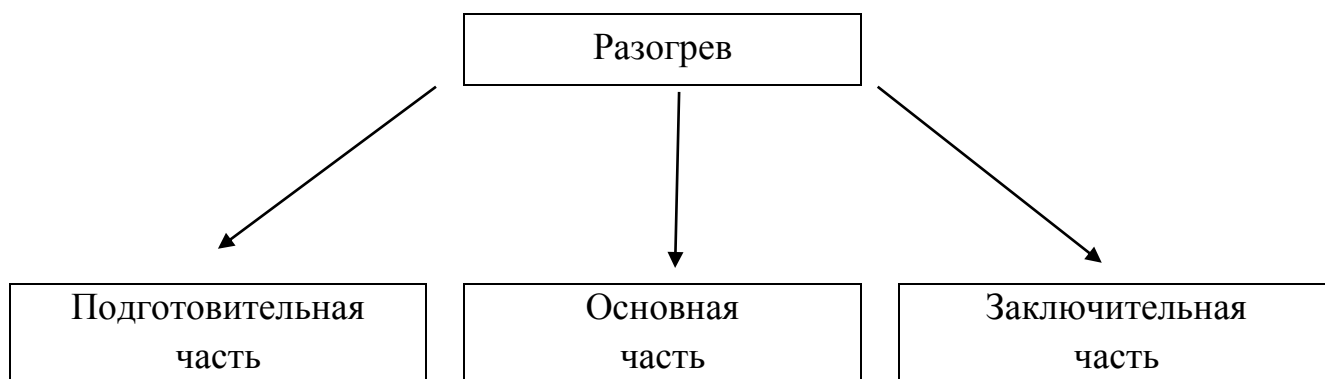 Разогрев
Подготовительная
часть
Основная
часть
Заключительная
часть